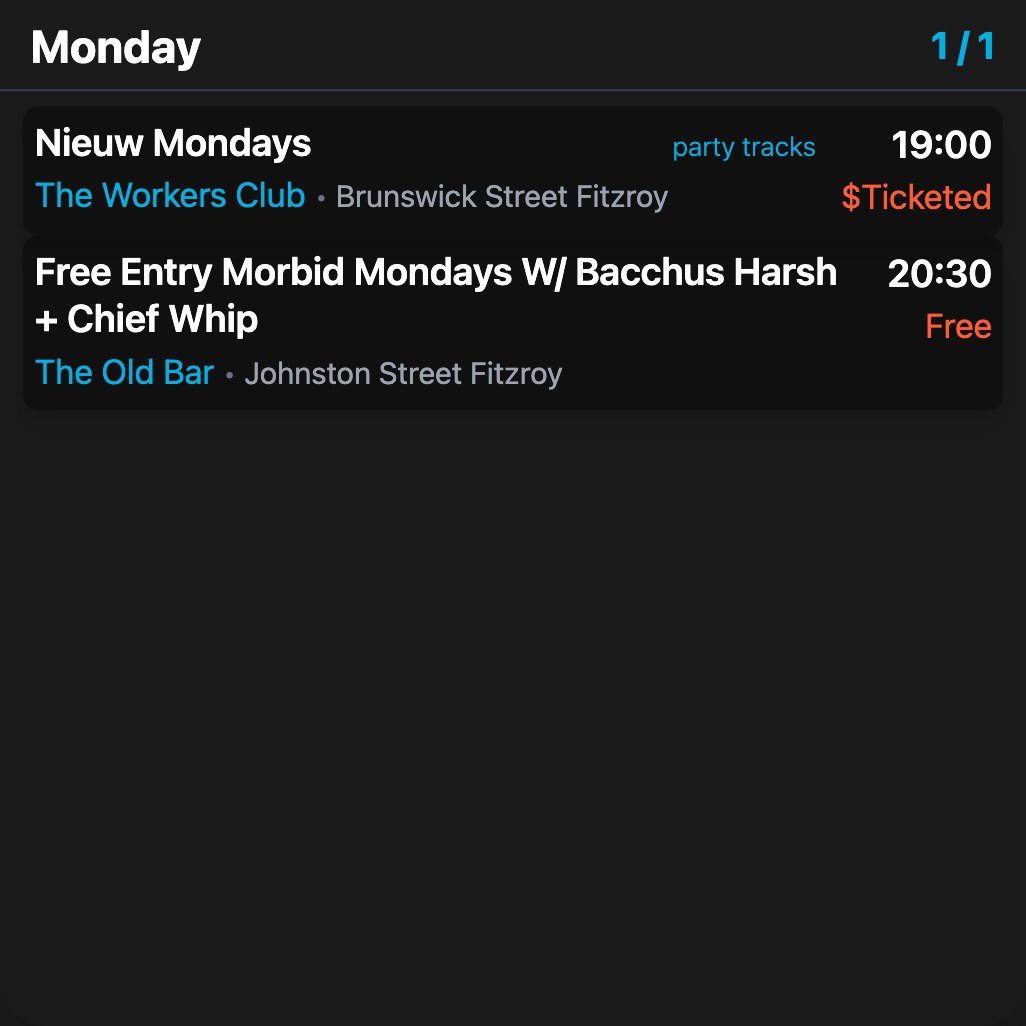 Monday
1 / 1
Nieuw Mondays
party tracks
19:00
The Workers Club • Brunswick Street Fitzroy
$Ticketed
Free Entry Morbid Mondays W/ Bacchus Harsh
+ Chief Whip
20:30
Free
The Old Bar • Johnston Street Fitzroy